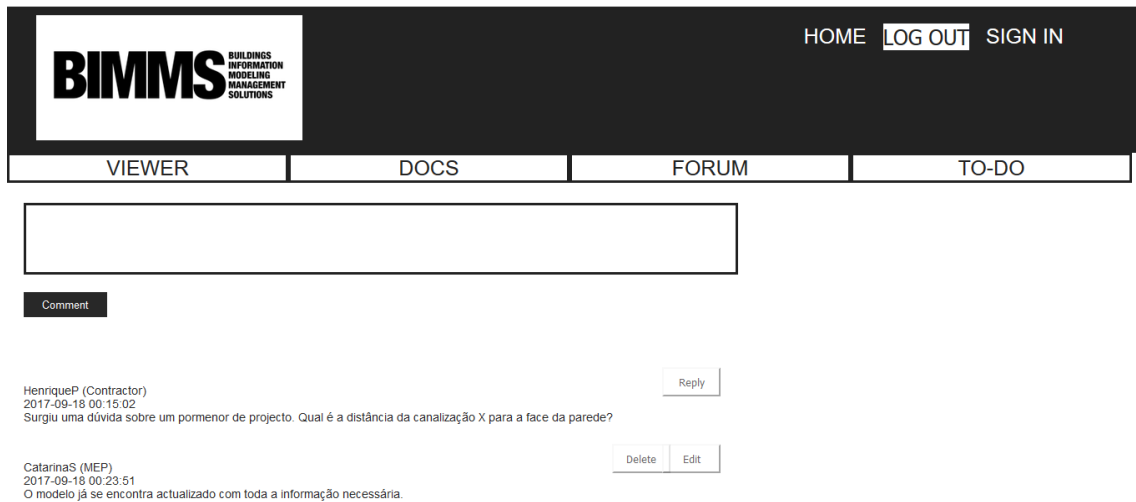 BIMMS
BUILDINGS
INFORMATION
MODELING
MANAGEMENT
SOLUTIONS
HOME LOG OUT SIGN IN
VIEWER DOCS FORUM TO-DO
Comment
Reply
HenriqueP (Contractor)
2017-09-18 00:15:02
Surgiu uma dúvida sobre um pormenor de projecto. Qual é a distância da canalização X para a face da parede?
Delete Edit
CatarinaS (MEP)
2017-09-18 00:23:51
O modelo já se encontra actualizado com toda a informação necessária.